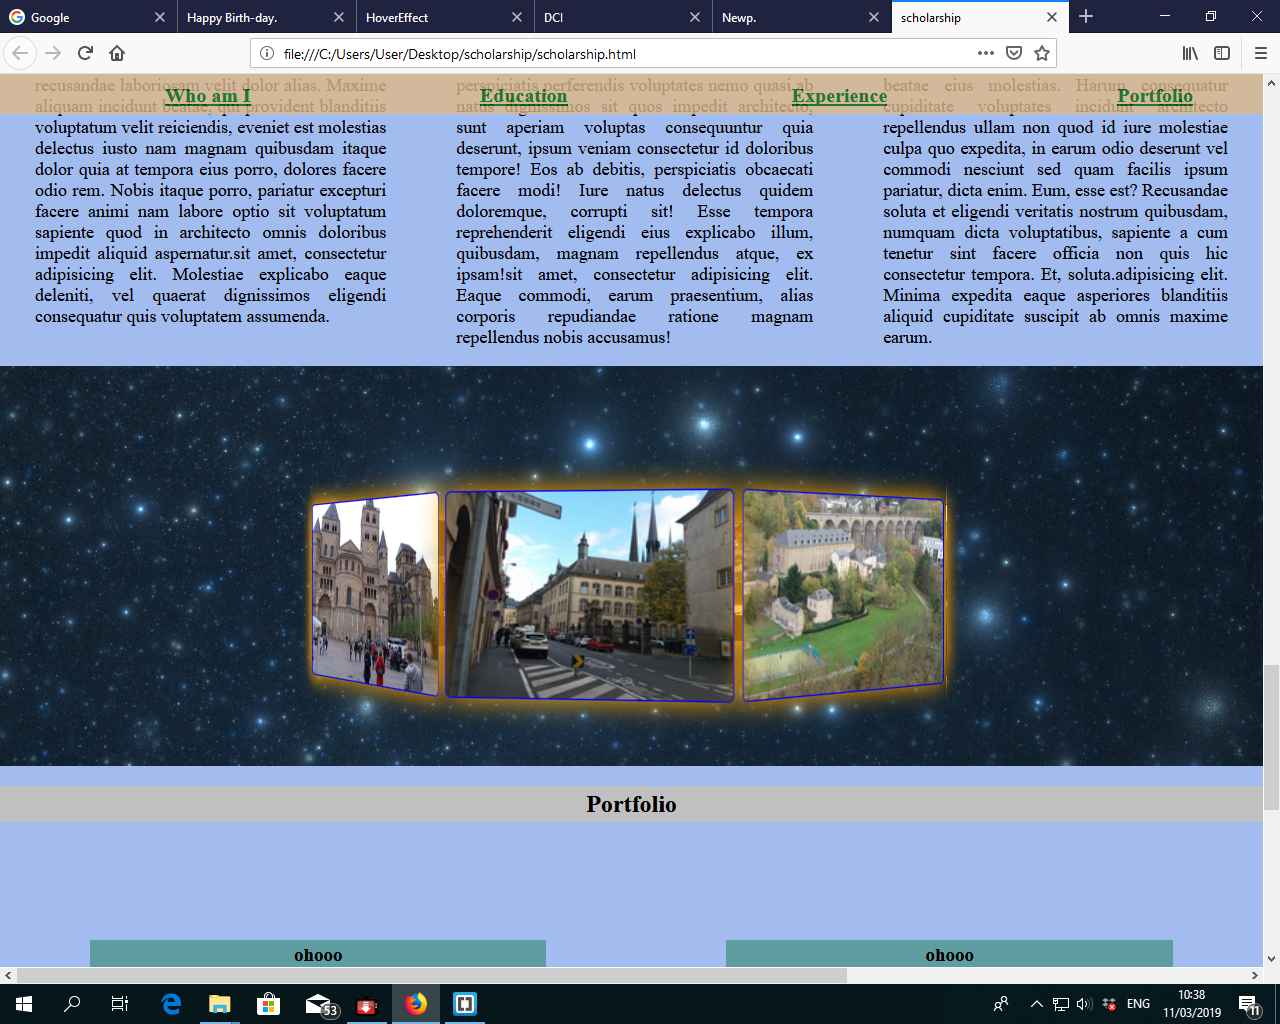 Google
Happy Birth-day.
HoverEffect
DCI
Newp.
scholarship
file:///C:/Users/User/Desktop/scholarship/scholarship.html
Who am I
Education
Experience
Portfolio
recusandae laboriosam velit dolor alias. Maxime
aliquam incidunt beatae, provident blanditiis
voluptatum velit reiciendis, eveniet est molestias
delectus iusto nam magnam quibusdam itaque
dolor quia at tempora eius porro, dolores facere
odio rem. Nobis itaque porro, pariatur excepturi
facere animi nam labore optio sit voluptatum
sapiente quod in architecto omnis doloribus
impedit aliquid aspernatur.sit amet, consectetur
adipisicing elit. Molestiae explicabo eaque
deleniti, vel quaerat dignissimos eligendi
consequatur quis voluptatem assumenda.
perspiciatis perferendis voluptates nemo quasi ab
natus dignissimos sit quos impedit architecto,
sunt aperiam voluptas consequuntur quia
deserunt, ipsum veniam consectetur id doloribus
tempore! Eos ab debitis, perspiciatis obcaecati
facere modi! Iure natus delectus quidem
doloremque, corrupti sit! Esse tempora
reprehenderit eligendi eius explicabo illum,
quibusdam, magnam repellendus atque, ex
ipsam!sit amet, consectetur adipisicing elit.
Eaque commodi, earum praesentium, alias
corporis repudiandae ratione magnam
repellendus nobis accusamus!
beatae eius molestias. Harum consequatur
cupiditate voluptates incidunt architecto
repellendus ullam non quod id iure molestiae
culpa quo expedita, in earum odio deserunt vel
commodi nesciunt sed quam facilis ipsum
pariatur, dicta enim. Eum, esse est? Recusandae
soluta et eligendi veritatis nostrum quibusdam,
numquam dicta voluptatibus, sapiente a cum
tenetur sint facere officia non quis hic
consectetur tempora. Et, soluta.adipisicing elit.
Minima expedita eaque asperiores blanditiis
aliquid cupiditate suscipit ab omnis maxime
earum.
Portfolio
ohooo
ohooo
53
ENG
10:38
11/03/2019
11